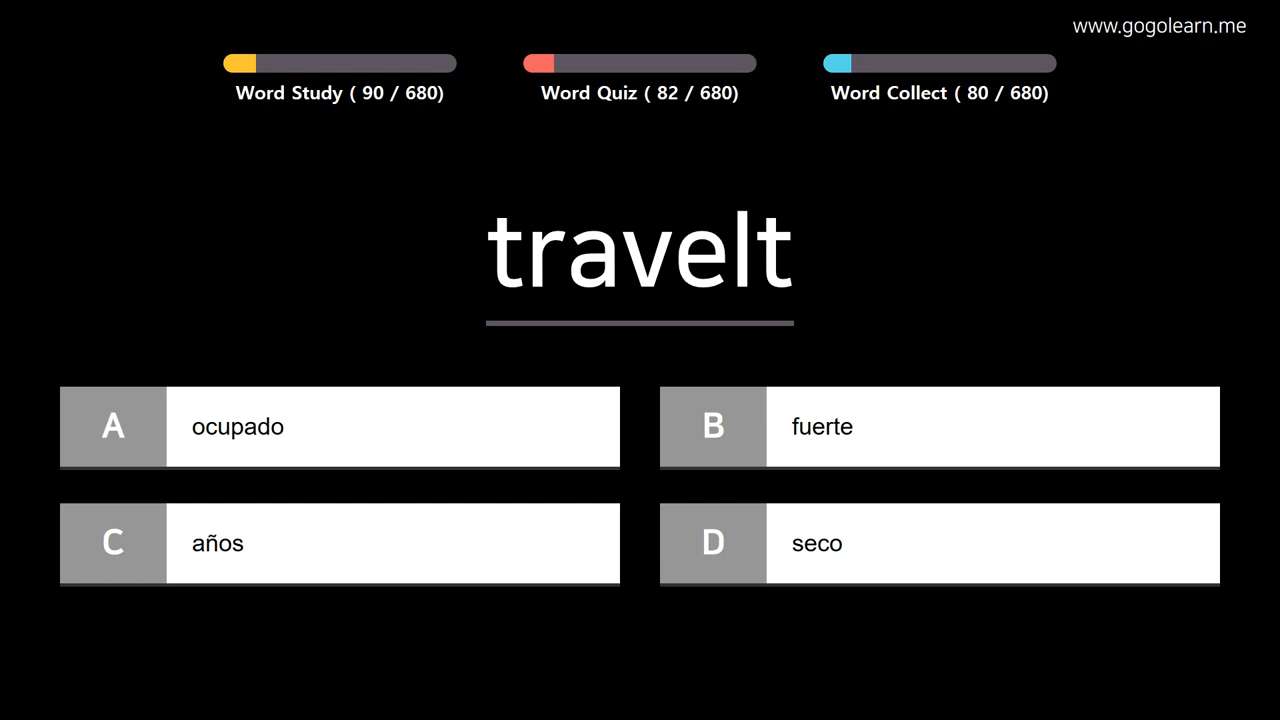 www.gogolearn.me
Word Study ( 90 / 680)
Word Quiz ( 82 / 680)
Word Collect ( 80 / 680)
travelt
A ocupado
B fuerte
C años
D seco